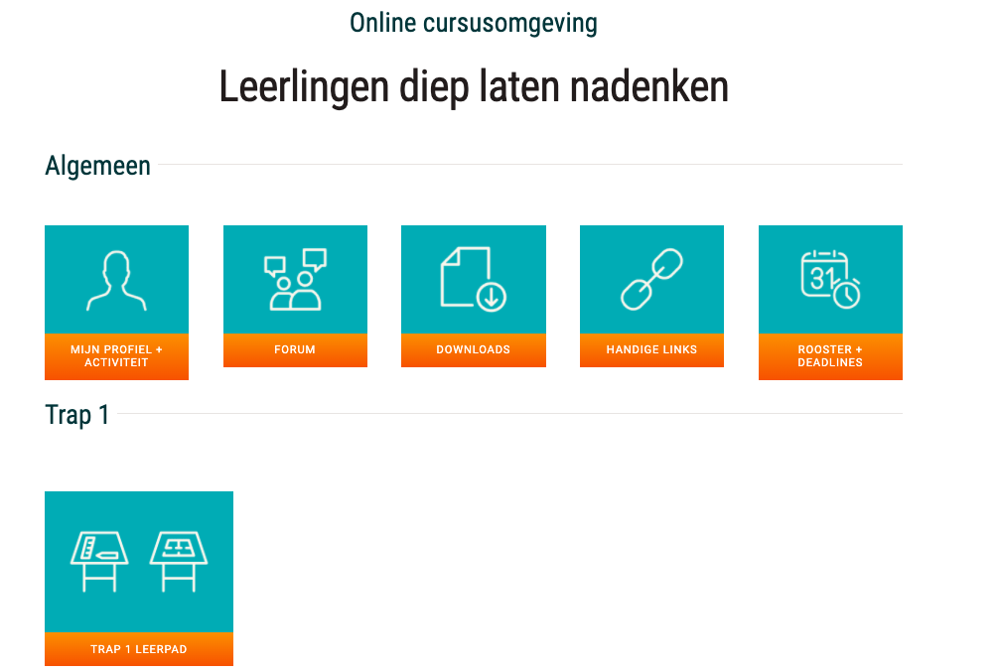 Online cursusomgeving
Leerlingen diep laten nadenken
Algemeen
31
MIJN PROFIEL +
ACTIVITEIT
FORUM
DOWNLOADS
HANDIGE LINKS
ROOSTER +
DEADLINES
Trap 1
TRAP 1 LEERPAD